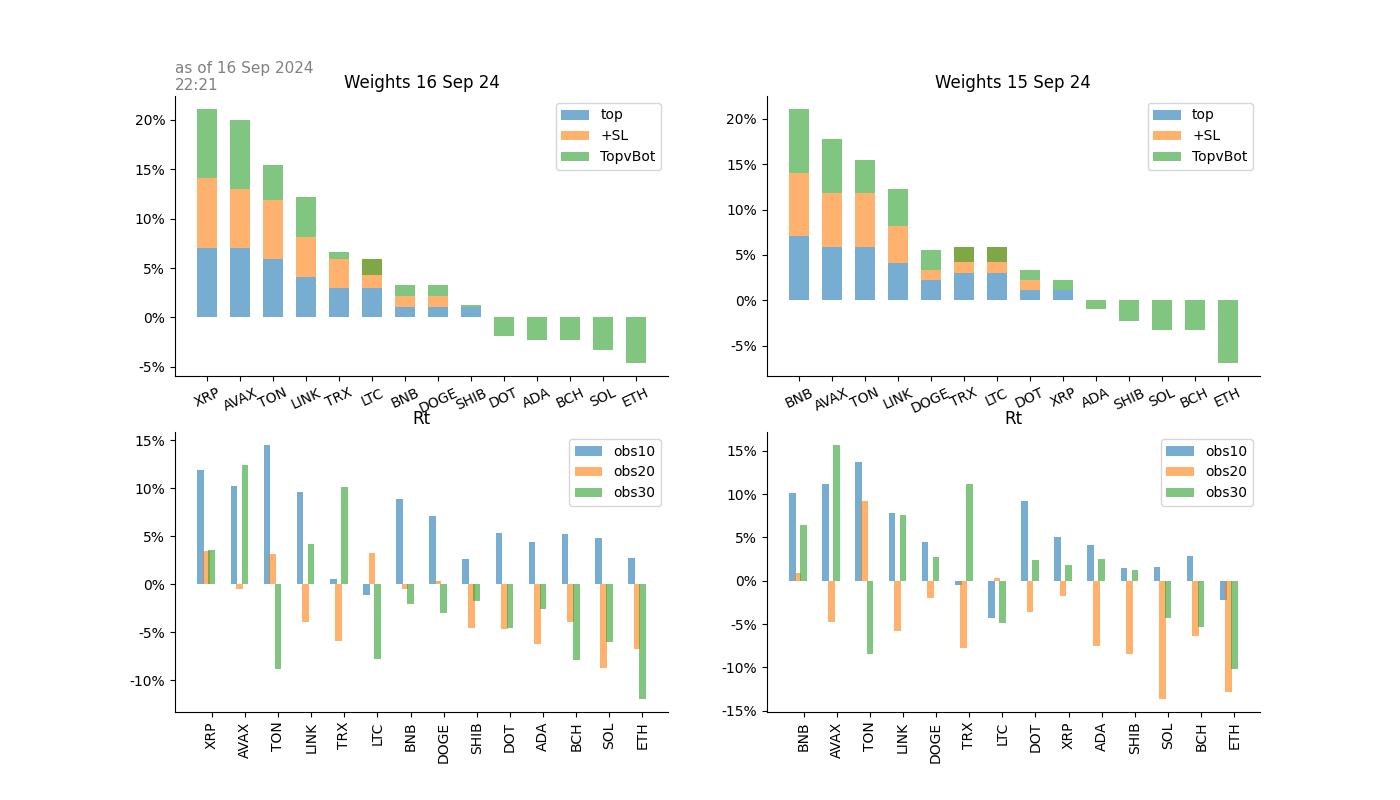 as of 16 Sep 2024
22:21
Weights 16 Sep 24
20%
15%
10%
5%
0%
-5%
top
+SL
TopvBot
XRP AVAX TON LINK TRX LTC BNB DOGE SHIB DOT ADA BCH SOL ETH
Weights 15 Sep 24
20%
15%
10%
5%
0%
-5%
top
+SL
TopvBot
BNB AVAX TON LINK DOGE TRX LTC DOT XRP ADA SHIB SOL BCH ETH
Rt
15%
10%
5%
0%
-5%
-10%
obs10
obs20
obs30
XRP AVAX TON LINK TRX LTC BNB DOGE SHIB DOT ADA BCH SOL ETH
Rt
15%
10%
5%
0%
-5%
-10%
-15%
obs10
obs20
obs30
BNB AVAX TON LINK DOGE TRX LTC DOT XRP ADA SHIB SOL BCH ETH